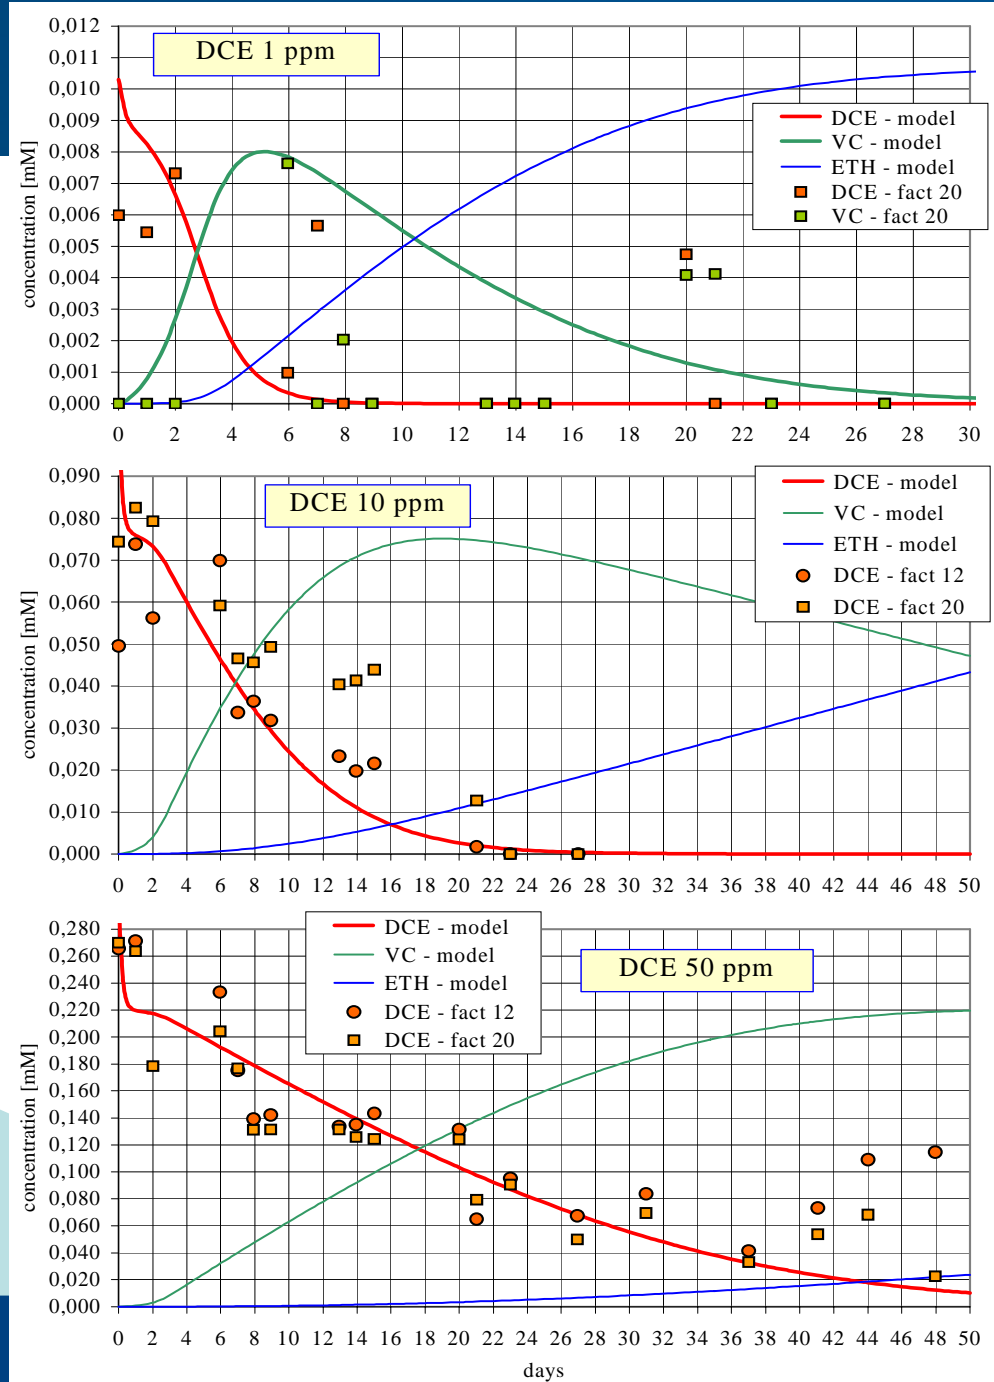 0,012
DCE 1 ppm
0,011
0,010
0,009
DCE - model
0,008
VC - model
0,007
ETH - model
0,006
DCE - fact 20
0,005
VC - fact 20
0,004
0,003
0,002
0,001
0,000
concentration [mM]
0 2 4 6 8 10 12 14 16 18 20 22 24 26 28 30
0,090
DCE 10 ppm
0,080
DCE - model
0,070
VC - model
0,060
ETH - model
0,050
DCE - fact 12
0,040
DCE - fact 20
0,030
0,020
0,010
0,000
concentration [mM]
0 2 4 6 8 10 12 14 16 18 20 22 24 26 28 30 32 34 36 38 40 42 44 46 48 50
0,280
DCE - model
0,260
VC - model
DCE 50 ppm
0,240
ETH - model
0,220
DCE - fact 12
0,200
DCE - fact 20
0,180
0,160
0,140
0,120
0,100
0,080
0,060
0,040
0,020
0,000
concentration [mM]
0 2 4 6 8 10 12 14 16 18 20 22 24 26 28 30 32 34 36 38 40 42 44 46 48 50
days